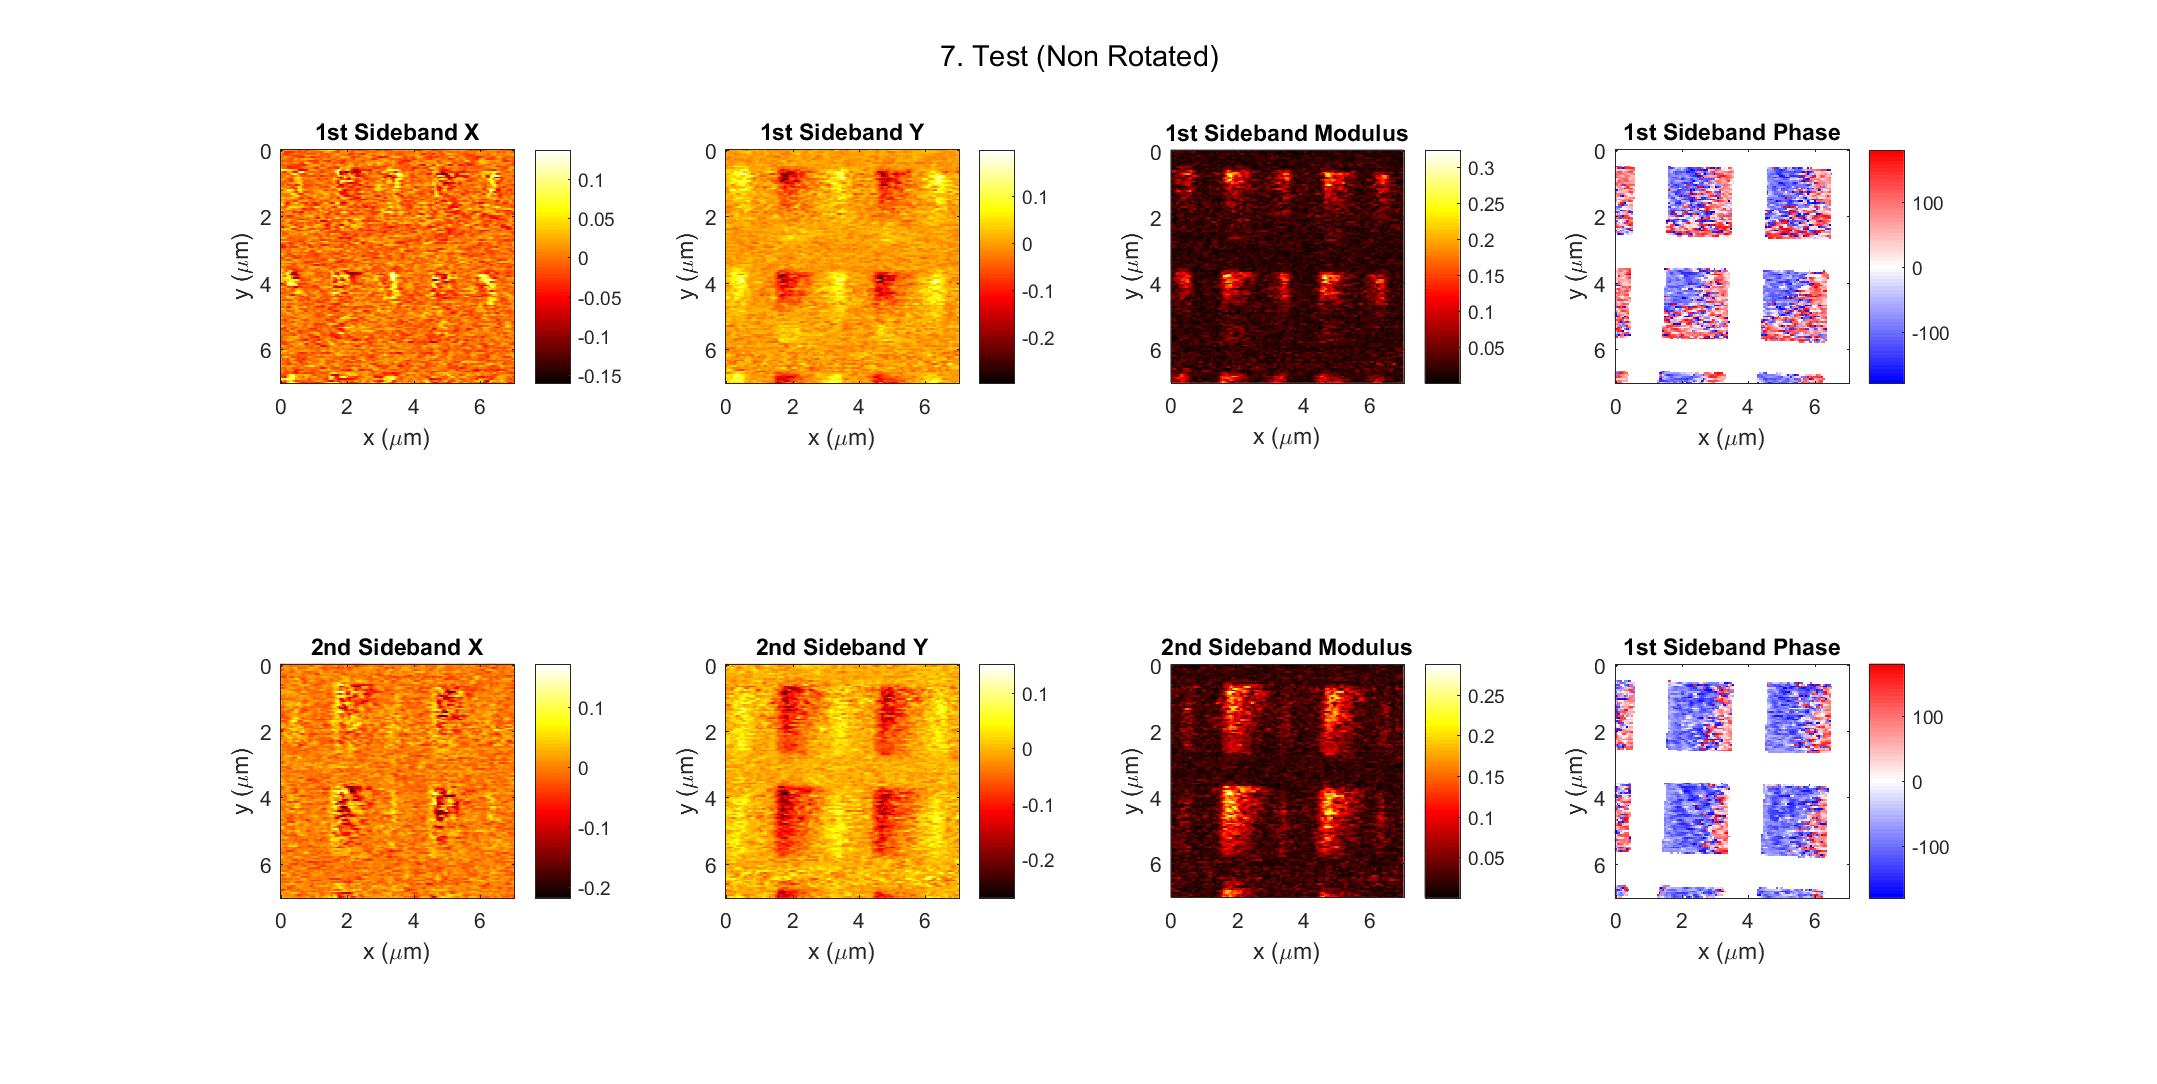 7. Test (Non Rotated)
1st Sideband X
0
2
4
6
y (μm)
0 2 4 6
x (μm)
0.1
0.05
0
-0.05
-0.1
-0.15
1st Sideband Y
0
2
4
6
y (μm)
0 2 4 6
x (μm)
0.1
0
-0.1
-0.2
1st Sideband Modulus
0
2
4
6
y (μm)
0 2 4 6
x (μm)
0.3
0.25
0.2
0.15
0.1
0.05
1st Sideband Phase
0
2
4
6
y (μm)
0 2 4 6
x (μm)
100
0
-100
2nd Sideband X
0
2
4
6
y (μm)
0 2 4 6
x (μm)
0.1
0
-0.1
-0.2
2nd Sideband Y
0
2
4
6
y (μm)
0 2 4 6
x (μm)
0.1
0
-0.1
-0.2
2nd Sideband Modulus
0
2
4
6
y (μm)
0 2 4 6
x (μm)
0.25
0.2
0.15
0.1
0.05
1st Sideband Phase
0
2
4
6
y (μm)
0 2 4 6
x (μm)
100
0
-100